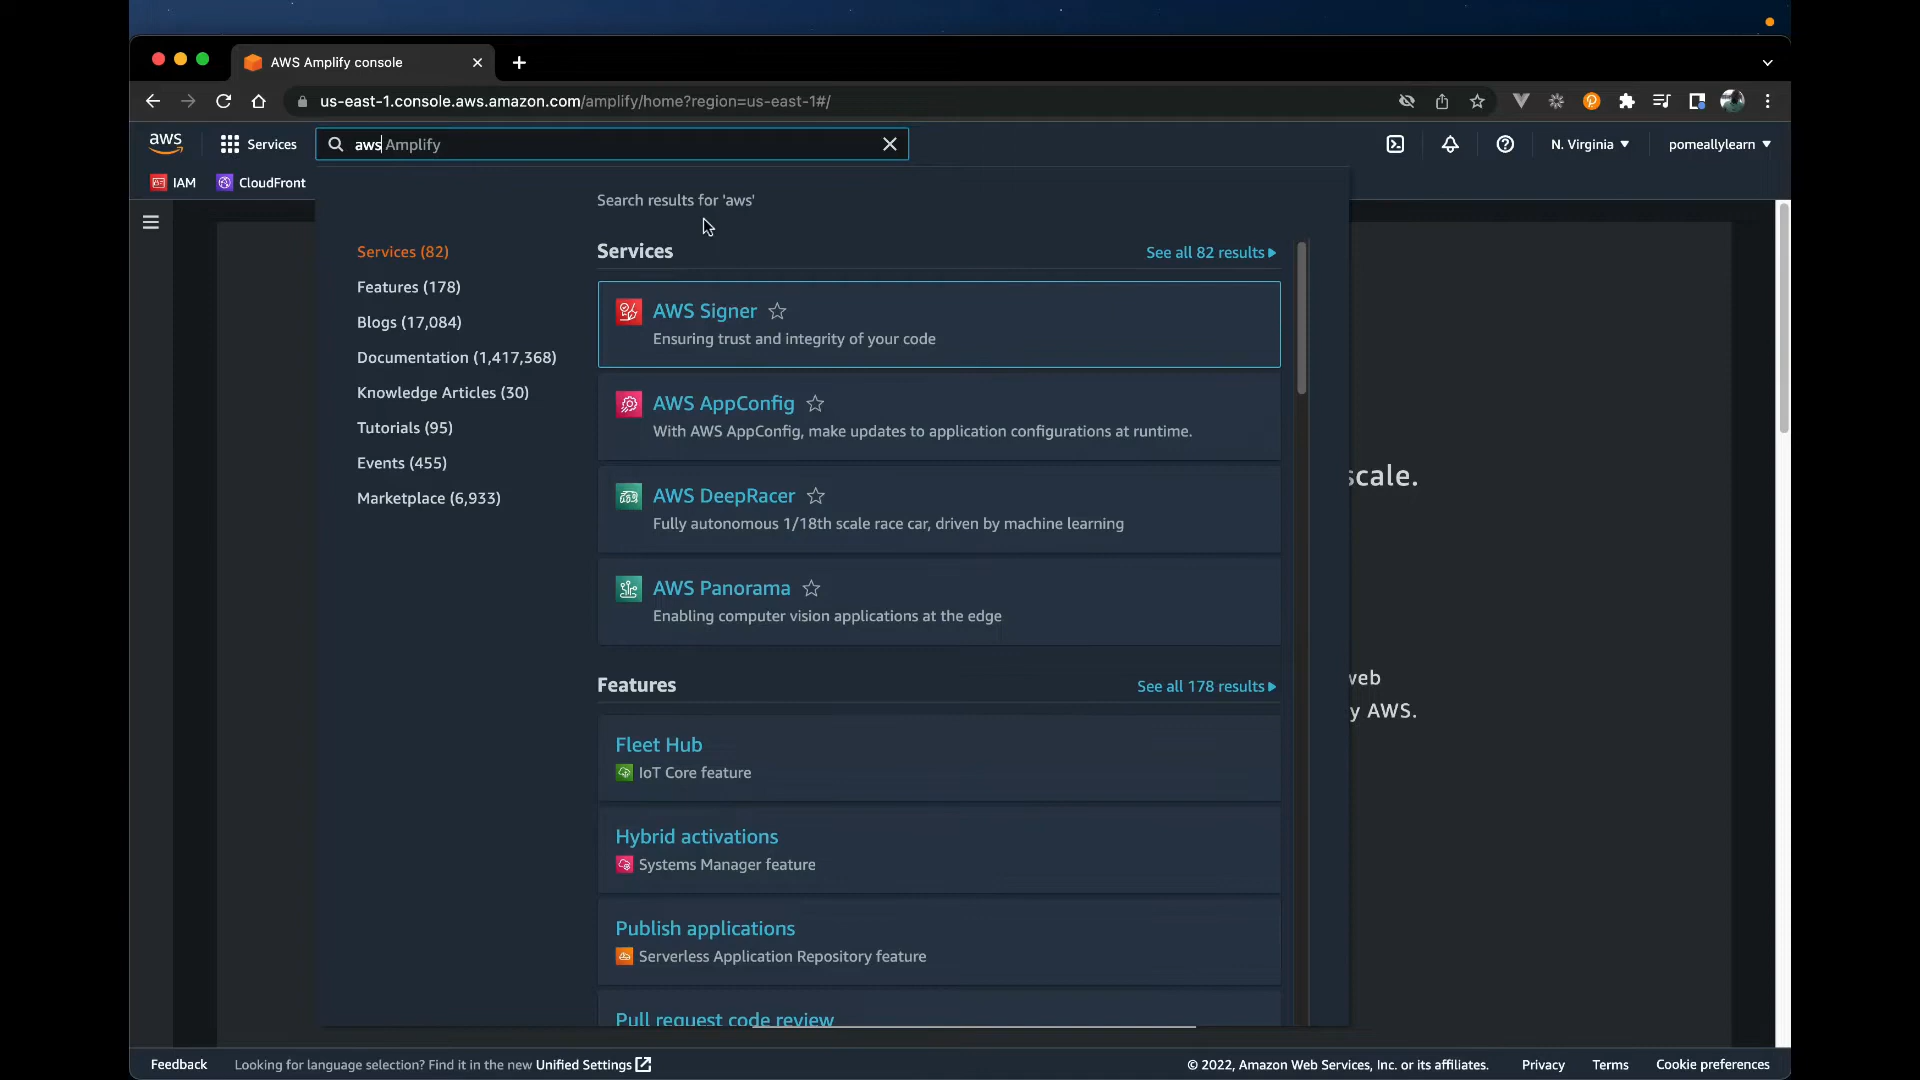 AWS Amplify console
us-east-1.console.aws.amazon.com/amplify/home?region=us-east-1#/
aws
Services
aws Amplify
N. Virginia
pomeallylearn
IAM
CloudFront
Search results for 'aws'
Services (82)
Features (178)
Blogs (17,084)
Documentation (1,417,368)
Knowledge Articles (30)
Tutorials (95)
Events (455)
Marketplace (6,933)
Services
See all 82 results
AWS Signer
Ensuring trust and integrity of your code
AWS AppConfig
With AWS AppConfig, make updates to application configurations at runtime.
AWS DeepRacer
Fully autonomous 1/18th scale race car, driven by machine learning
AWS Panorama
Enabling computer vision applications at the edge
Features
See all 178 results
Fleet Hub
IoT Core feature
Hybrid activations
Systems Manager feature
Publish applications
Serverless Application Repository feature
Pull request code review
scale.
web
y AWS.
Feedback
Looking for language selection? Find it in the new Unified Settings
© 2022, Amazon Web Services, Inc. or its affiliates.
Privacy
Terms
Cookie preferences